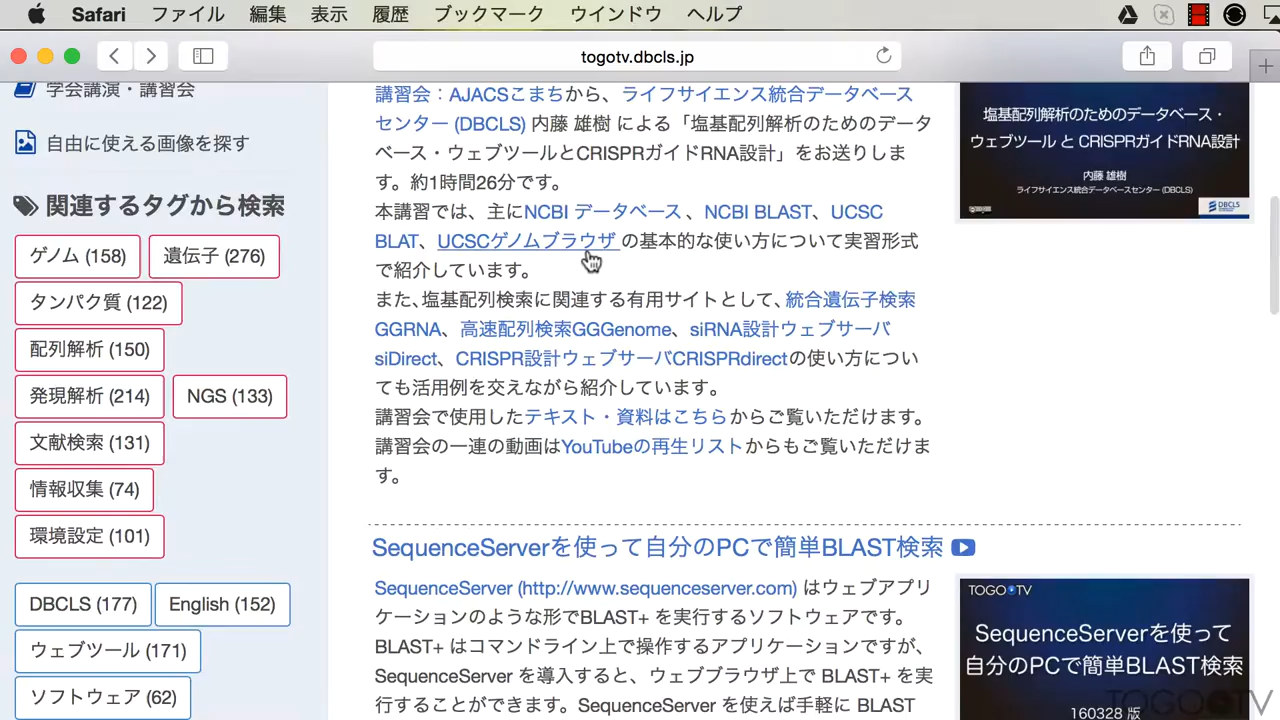 Safari ファイル 編集 表示 履歴 ブックマーク ウインドウ ヘルプ
togotv.dbcls.jp
学会講演・講習会
自由に使える画像を探す
関連するタグから検索
ゲノム (158) 遺伝子 (276)
タンパク質 (122)
配列解析 (150)
発現解析 (214) NGS (133)
文献検索 (131)
情報収集 (74)
環境設定 (101)
DBCLS (177) English (152)
ウェブツール (171)
ソフトウェア (62)
講習会：AJACSこまちから、ライフサイエンス統合データベース
センター (DBCLS) 内藤 雄樹 による「塩基配列解析のためのデータ
ベース・ウェブツールとCRISPRガイドRNA設計」をお送りしま
す。約1時間26分です。
本講習では、主にNCBI データベース 、NCBI BLAST、UCSC
BLAT、UCSCゲノムブラウザ の基本的な使い方について実習形式
で紹介しています。
また、塩基配列検索に関連する有用サイトとして、統合遺伝子検索
GGRNA、高速配列検索GGGenome、siRNA設計ウェブサーバ
siDirect、CRISPR設計ウェブサーバCRISPRdirectの使い方につい
ても活用例を交えながら紹介しています。
講習会で使用したテキスト・資料はこちらからご覧いただけます。
講習会の一連の動画はYouTubeの再生リストからもご覧いただけま
す。
塩基配列解析のためのデータベース・
ウェブツール と CRISPRガイドRNA設計
内藤 雄樹
ライフサイエンス統合データベースセンター (DBCLS)
DBCLS
SequenceServerを使って自分のPCで簡単BLAST検索
SequenceServer (http://www.sequenceserver.com) はウェブアプリ
ケーションのような形でBLAST+ を実行するソフトウェアです。
BLAST+ はコマンドライン上で操作するアプリケーションですが、
SequenceServer を導入すると、ウェブブラウザ上で BLAST+ を実
行することができます。SequenceServer を使えば手軽に BLAST
TOGOTV
SequenceServerを使って
自分のPCで簡単BLAST検索
160328 版
TOGOTV